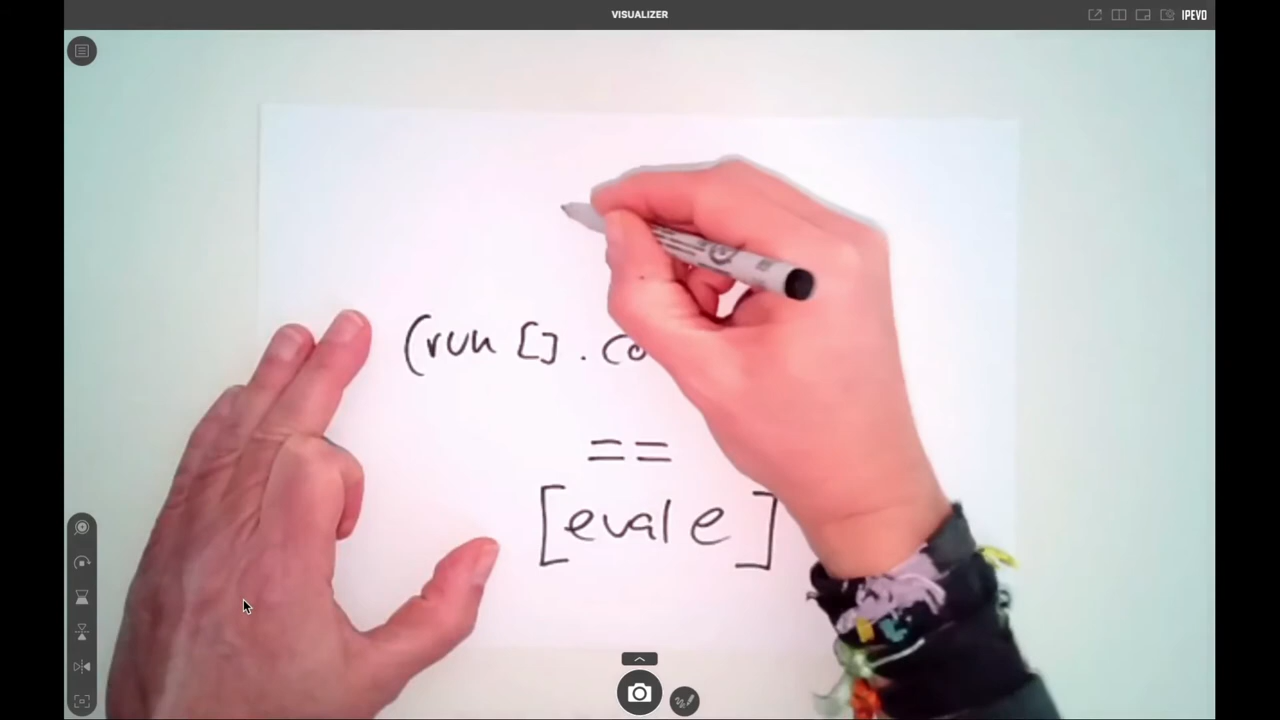 VISUALIZER
IPEVO
(run [] . co
==
[eval e]